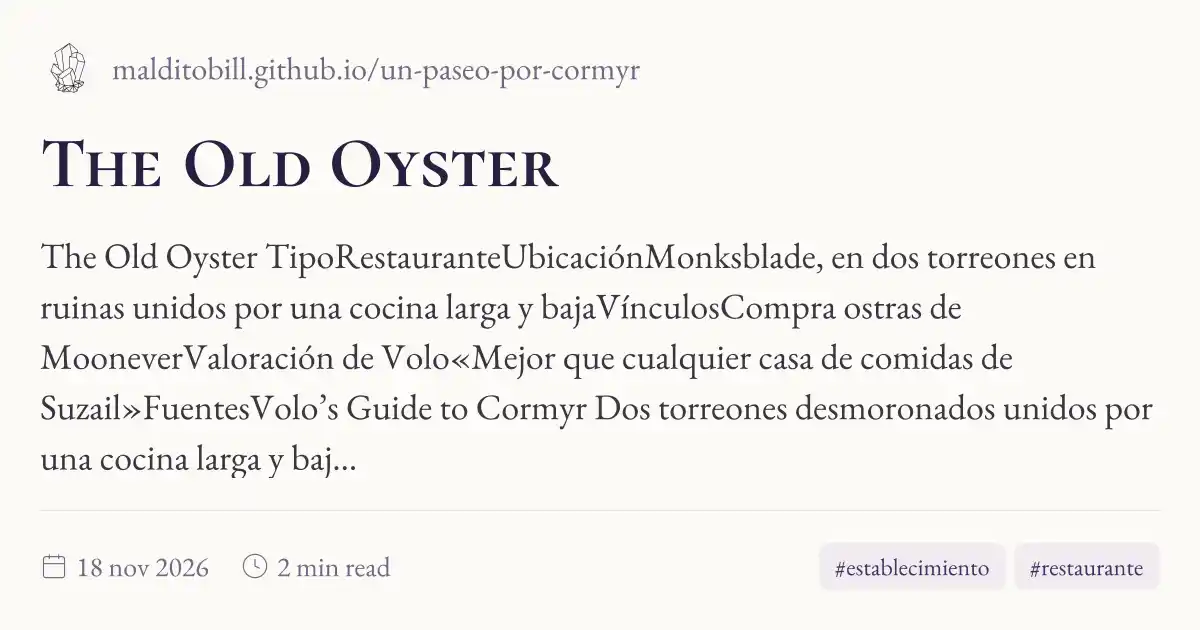 malditobill.github.io/un-paseo-por-cormyr
The Old Oyster
The Old Oyster TipoRestauranteUbicaciónMonksblade, en dos torreones en
ruinas unidos por una cocina larga y bajaVínculosCompra ostras de
MooneverValoración de Volo«Mejor que cualquier casa de comidas de
Suzail»FuentesVolo’s Guide to Cormyr Dos torreones desmoronados unidos por
una cocina larga y baj...
18 nov 2026
2 min read
#establecimiento
#restaurante